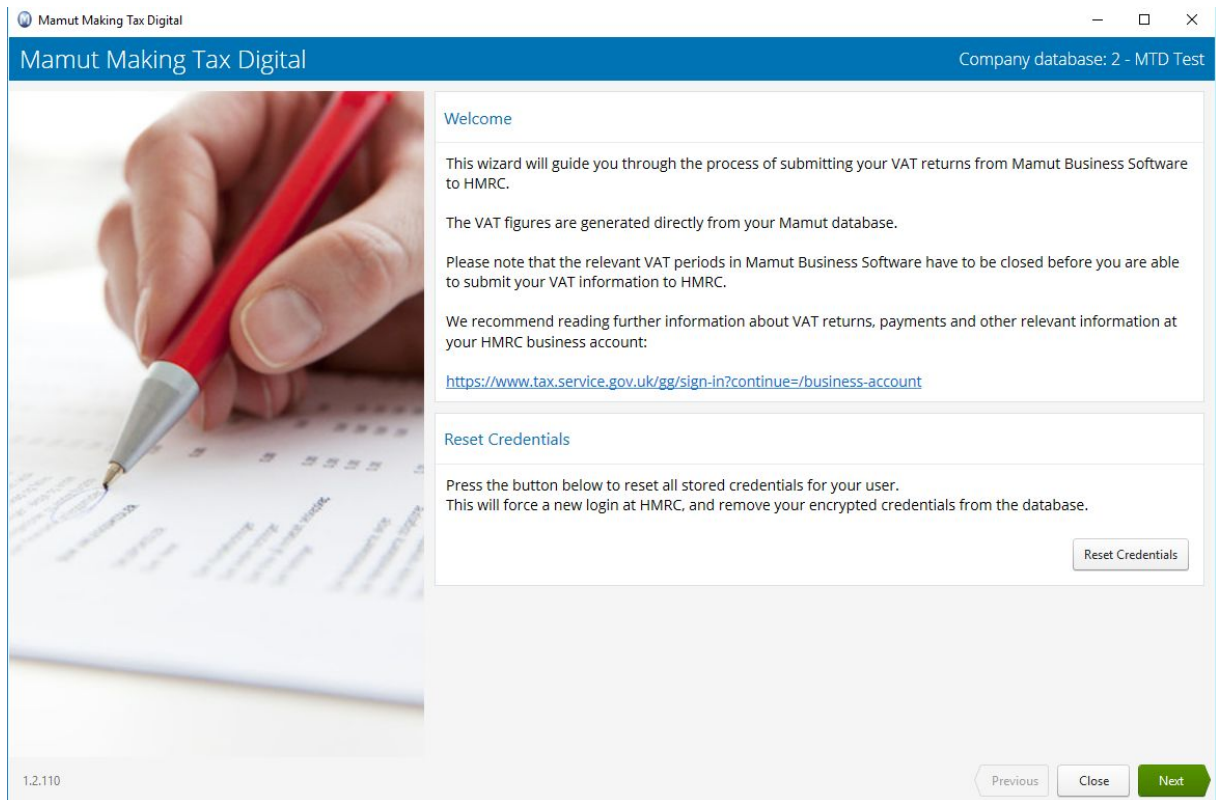 Mamut Making Tax Digital
Mamut Making Tax Digital
Company database: 2 - MTD Test
Welcome
This wizard will guide you through the process of submitting your VAT returns from Mamut Business Software
to HMRC.
The VAT figures are generated directly from your Mamut database.
Please note that the relevant VAT periods in Mamut Business Software have to be closed before you are able
to submit your VAT information to HMRC.
We recommend reading further information about VAT returns, payments and other relevant information at
your HMRC business account:
https://www.tax.service.gov.uk/gg/sign-in?continue=/business-account
Reset Credentials
Press the button below to reset all stored credentials for your user.
This will force a new login at HMRC, and remove your encrypted credentials from the database.
Reset Credentials
1.2.110
Previous
Close
Next